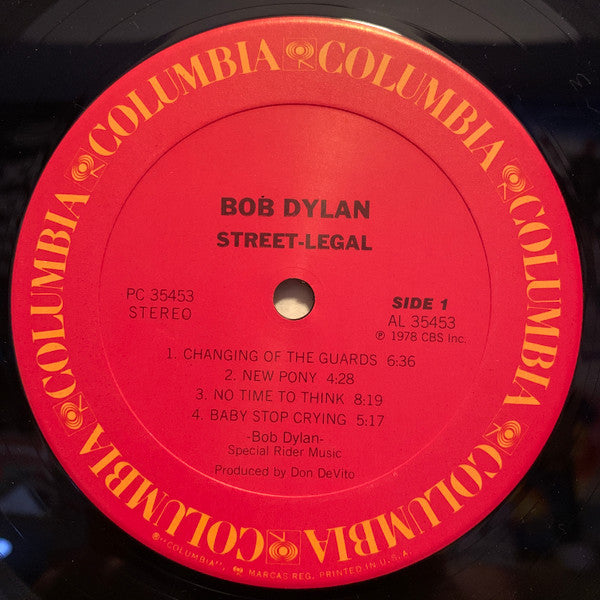 COLUMBIA COLUMBIA COLUMBIA COLUMBIA COLUMBIA COLUMBIA COLUMBIA COLUMBIA
BOB DYLAN
STREET-LEGAL
PC 35453
STEREO
SIDE 1
AL 35453
℗ 1978 CBS Inc.
1. CHANGING OF THE GUARDS 6:36
2. NEW PONY 4:28
3. NO TIME TO THINK 8:19
4. BABY STOP CRYING 5:17
-Bob Dylan-
Special Rider Music
Produced by Don DeVito
"COLUMBIA", MARCAS REG. PRINTED IN U.S.A.